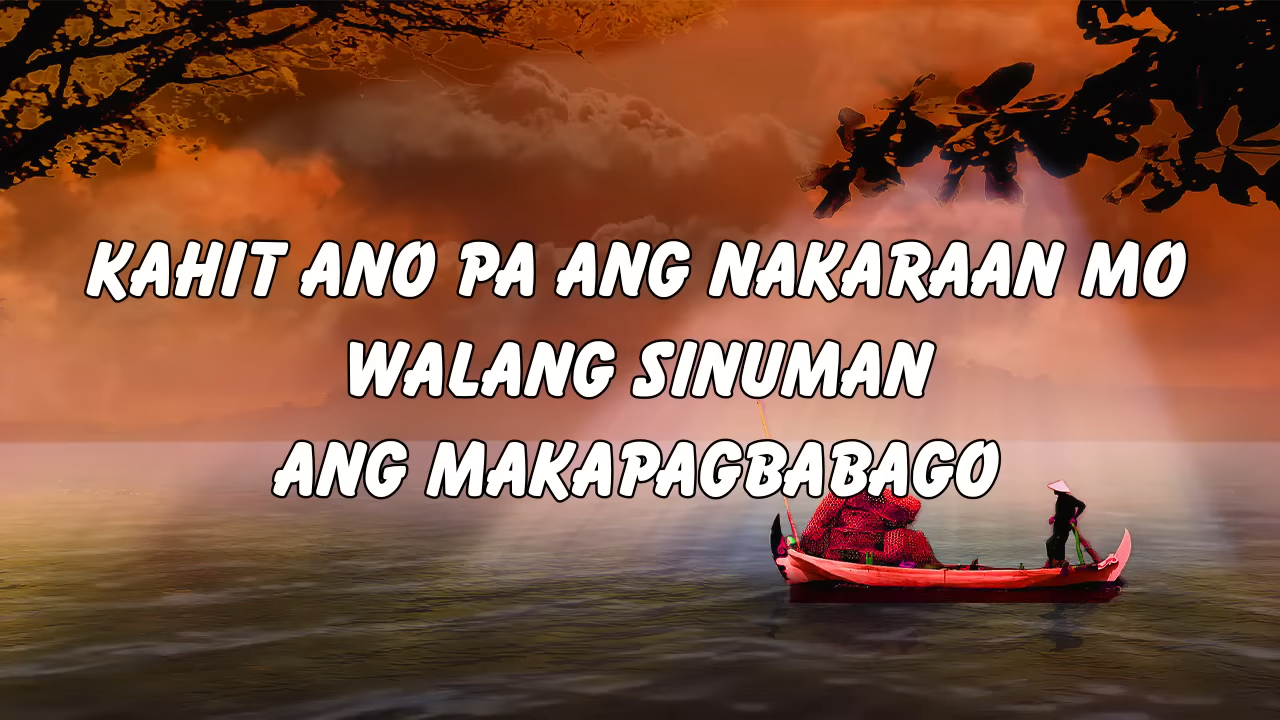 KAHIT ANO PA ANG NAKARAAN MO
WALANG SINUMAN
ANG MAKAPAGBABAGO